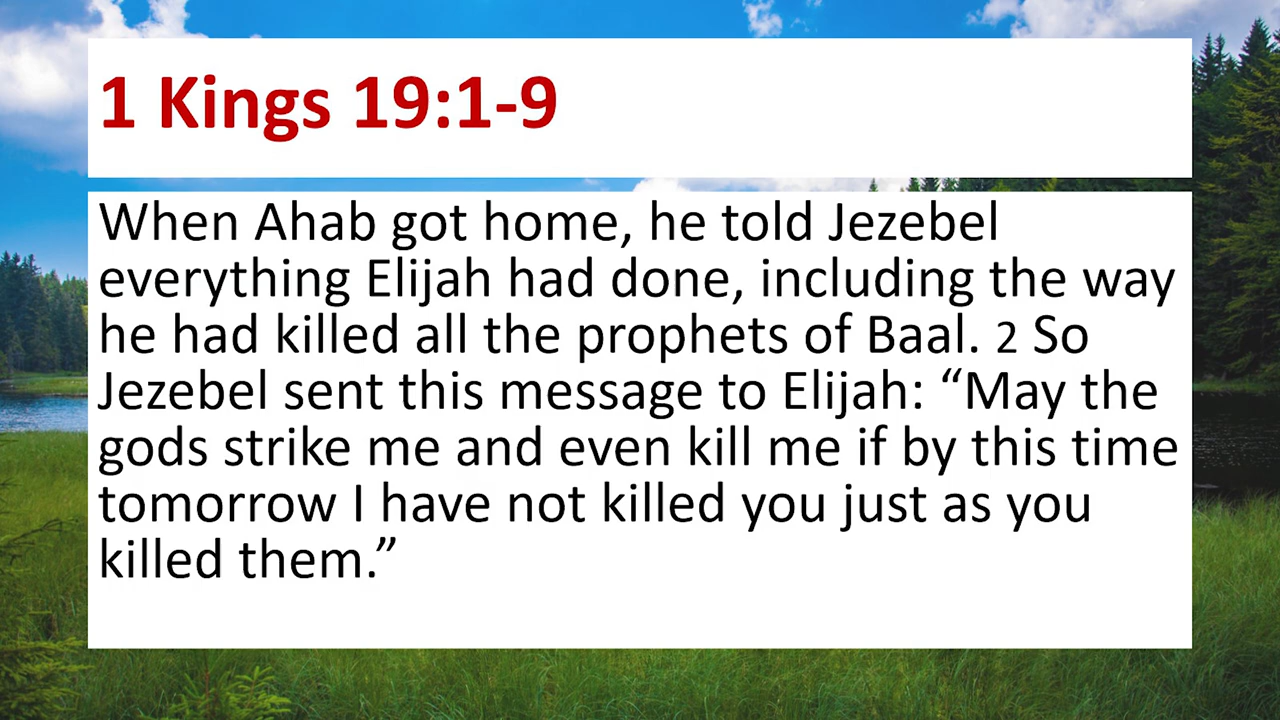 1 Kings 19:1-9
When Ahab got home, he told Jezebel
everything Elijah had done, including the way
he had killed all the prophets of Baal. 2 So
Jezebel sent this message to Elijah: “May the
gods strike me and even kill me if by this time
tomorrow I have not killed you just as you
killed them.”